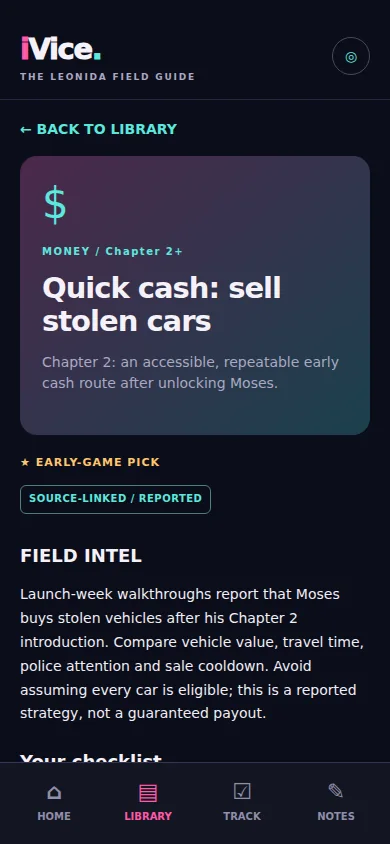 iVice.
THE LEONIDA FIELD GUIDE
← BACK TO LIBRARY
$
MONEY / Chapter 2+
Quick cash: sell
stolen cars
Chapter 2: an accessible, repeatable early
cash route after unlocking Moses.
★ EARLY-GAME PICK
SOURCE-LINKED / REPORTED
FIELD INTEL
Launch-week walkthroughs report that Moses
buys stolen vehicles after his Chapter 2
introduction. Compare vehicle value, travel time,
police attention and sale cooldown. Avoid
assuming every car is eligible; this is a reported
strategy, not a guaranteed payout.
Your checklist
HOME
LIBRARY
TRACK
NOTES